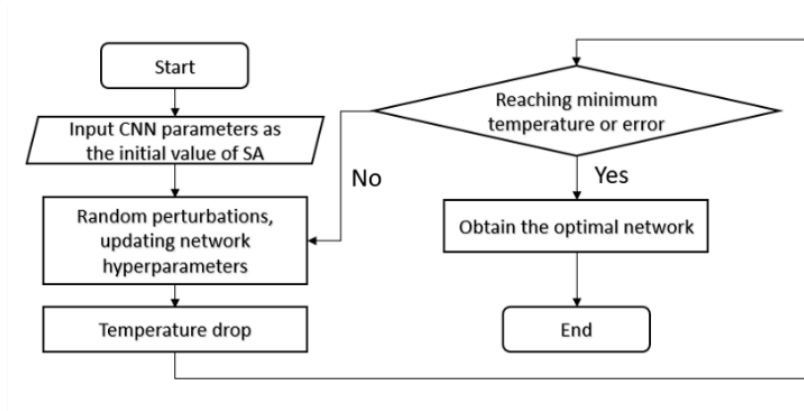 Start
Input CNN parameters as
the initial value of SA
Random perturbations,
updating network
hyperparameters
Temperature drop
No
Reaching minimum
temperature or error
Yes
Obtain the optimal network
End